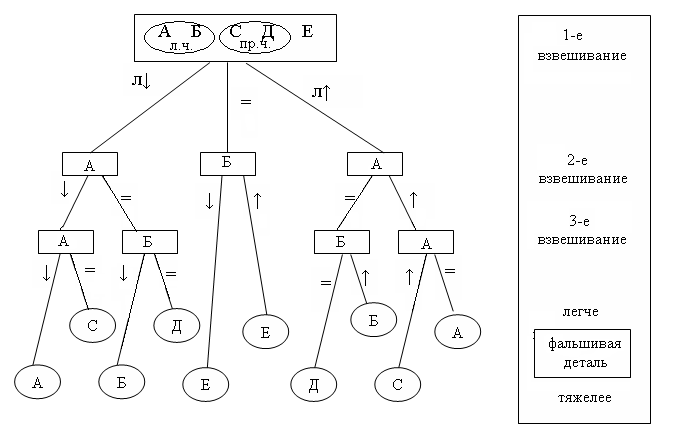 А Б С Д Е
л.ч. пр.ч.
л↓ = л↑
А Б А
↓ = ↓ ↑ = ↑
А Б Б А
↓ = ↓ = = ↑ ↑ =
С Д Е Б А
А Б Е Д С
1-е
взвешивание
2-е
взвешивание
3-е
взвешивание
легче
фальшивая
деталь
тяжелее